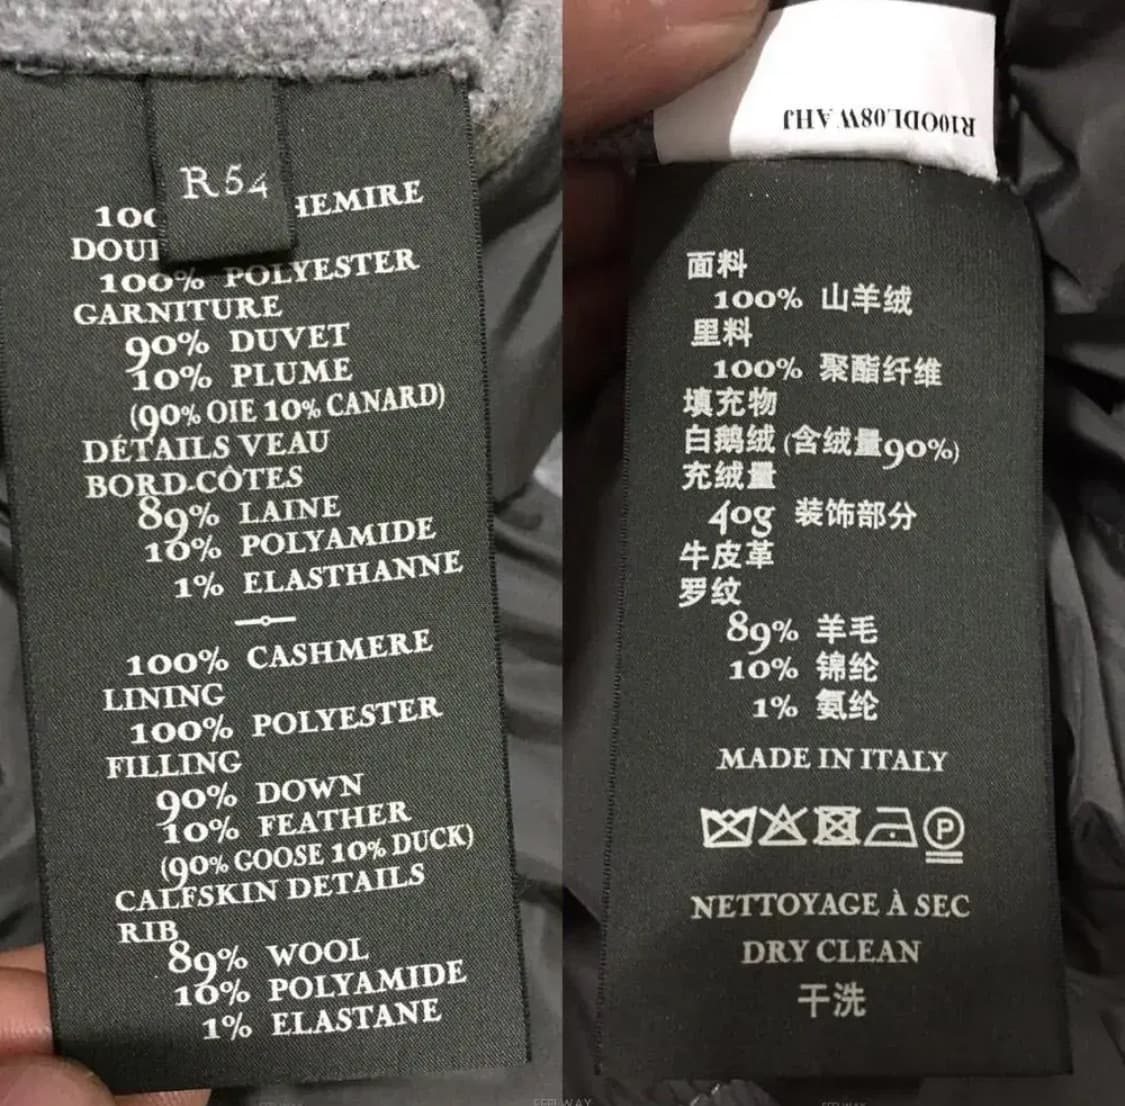 R54
100% POLYESTER
GARNITURE
90% DUVET
10% PLUME
(90% OIE 10% CANARD)
DÉTAILS VEAU
BORD-CÔTES
89% LAINE
10% POLYAMIDE
1% ELASTHANNE
100% CASHMERE
LINING
100% POLYESTER
FILLING
90% DOWN
10% FEATHER
(90% GOOSE 10% DUCK)
CALFSKIN DETAILS
RIB
89% WOOL
10% POLYAMIDE
1% ELASTANE
R10ODL08WAHJ
面料
100% 山羊绒
里料
100% 聚酯纤维
填充物
白鹅绒 (含绒量90%)
充绒量
40g 装饰部分
牛皮革
罗纹
89% 羊毛
10% 锦纶
1% 氨纶
MADE IN ITALY
P
NETTOYAGE À SEC
DRY CLEAN
干洗